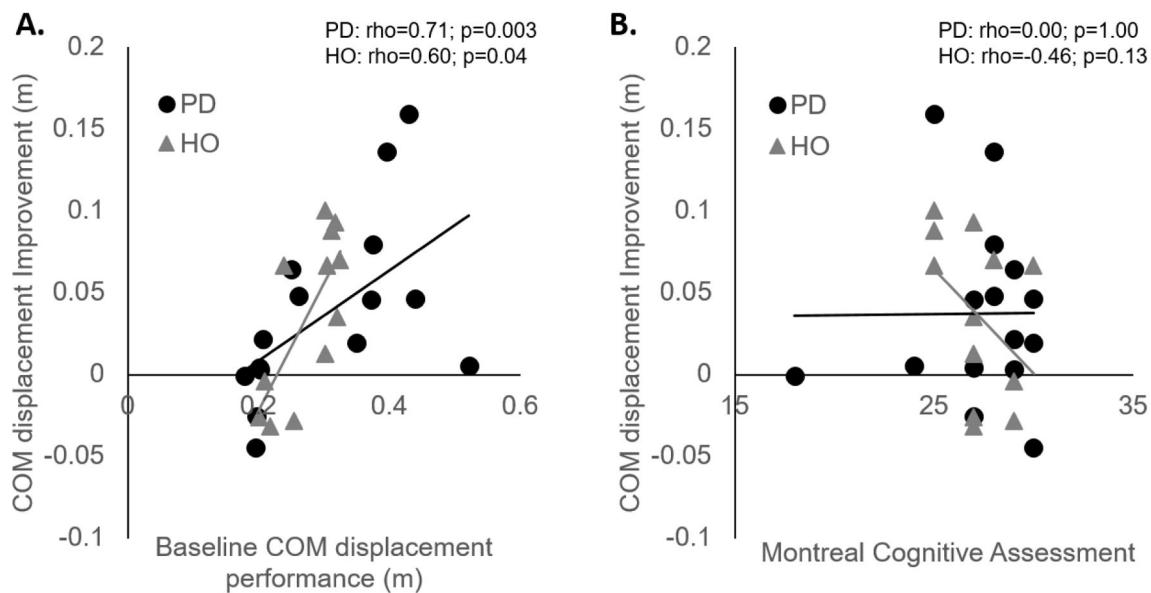 A.
PD: rho=0.71; p=0.003
HO: rho=0.60; p=0.04
COM displacement Improvement (m)
0.2
0.15
0.1
0.05
0
-0.05
-0.1
PD
HO
0
0.2
0.4
0.6
Baseline COM displacement
performance (m)
B.
PD: rho=0.00; p=1.00
HO: rho=-0.46; p=0.13
COM displacement Improvement (m)
0.2
0.15
0.1
0.05
0
-0.05
-0.1
PD
HO
15
25
35
Montreal Cognitive Assessment